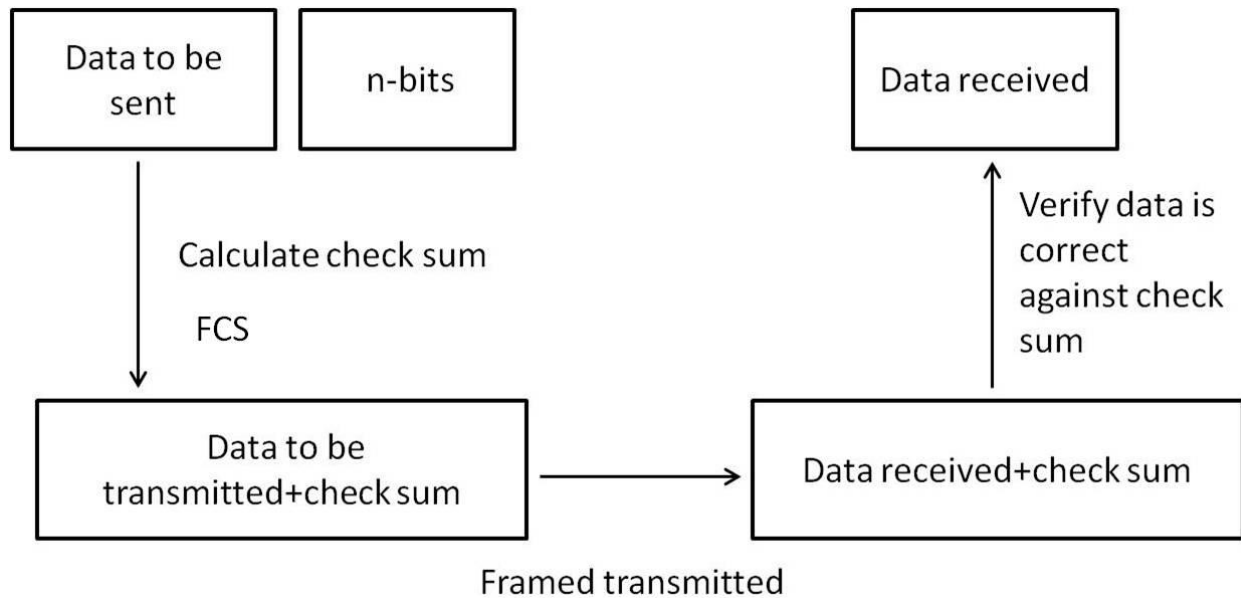 Data to be
sent
n-bits
Data received
Calculate check sum
FCS
Verify data is
correct
against check
sum
Data to be
transmitted+check sum
Data received+check sum
Framed transmitted